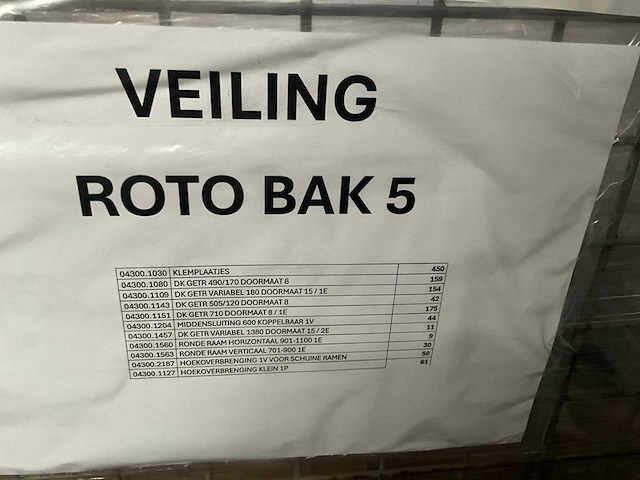 VEILING
ROTO BAK 5
04300.1030 KLEMPLAATJES 450
04300.1080 DK GETR 490/170 DOORMAAT 8 159
04300.1109 DK GETR VARIABEL 180 DOORMAAT 15 / 1E 154
04300.1143 DK GETR 505/120 DOORMAAT 8 42
04300.1151 DK GETR 710 DOORMAAT 8 / 1E 175
04300.1204 MIDDENSLUITING 600 KOPPELBAAR 1V 44
04300.1457 DK GETR VARIABEL 1380 DOORMAAT 15 / 2E 11
04300.1560 RONDE RAAM HORIZONTAAL 901-1100 1E 9
04300.1563 RONDE RAAM VERTICAAL 701-900 1E 30
04300.2187 HOEKOVERBRENGING 1V VOOR SCHUINE RAMEN 50
04300.1127 HOEKOVERBRENGING KLEIN 1P 61